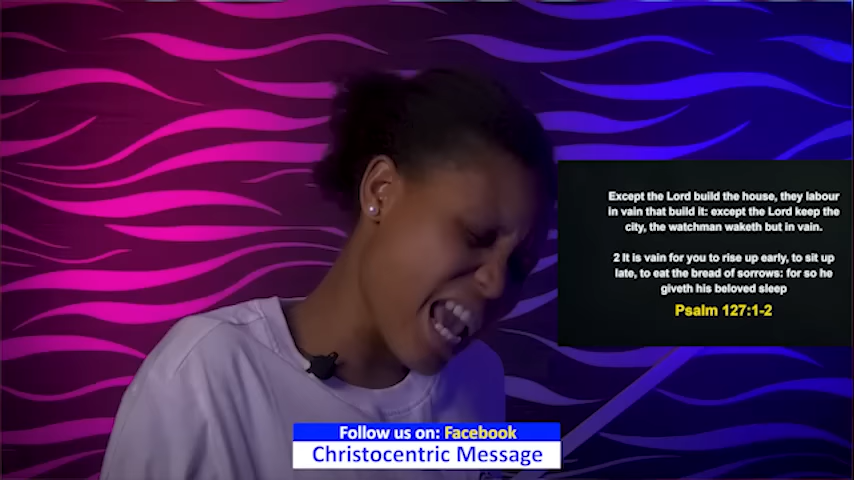 Except the Lord build the house, they labour
in vain that build it: except the Lord keep the
city, the watchman waketh but in vain.
2 It is vain for you to rise up early, to sit up
late, to eat the bread of sorrows: for so he
giveth his beloved sleep
Psalm 127:1-2
Follow us on: Facebook
Christocentric Message